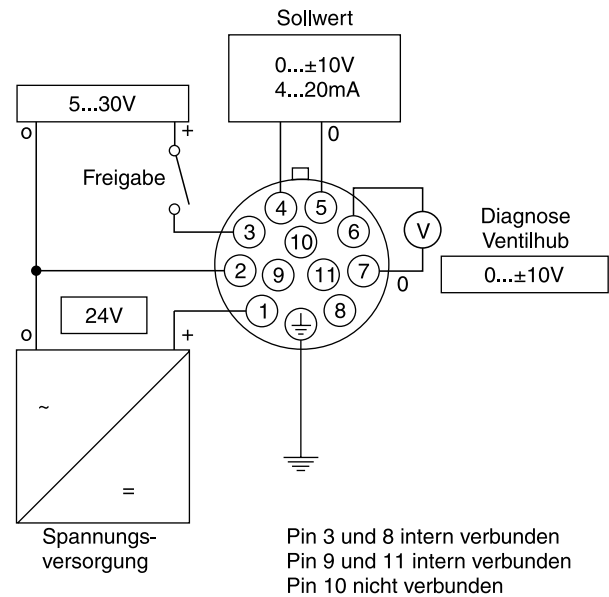 Sollwert
0...±10V
4...20mA
5...30V
o
+
0
Freigabe
4
5
3
6
10
V
Diagnose
Ventilhub
2
9
11
7
0
0...±10V
24V
1
8
o
+
~
=
Spannungs-
versorgung
Pin 3 und 8 intern verbunden
Pin 9 und 11 intern verbunden
Pin 10 nicht verbunden